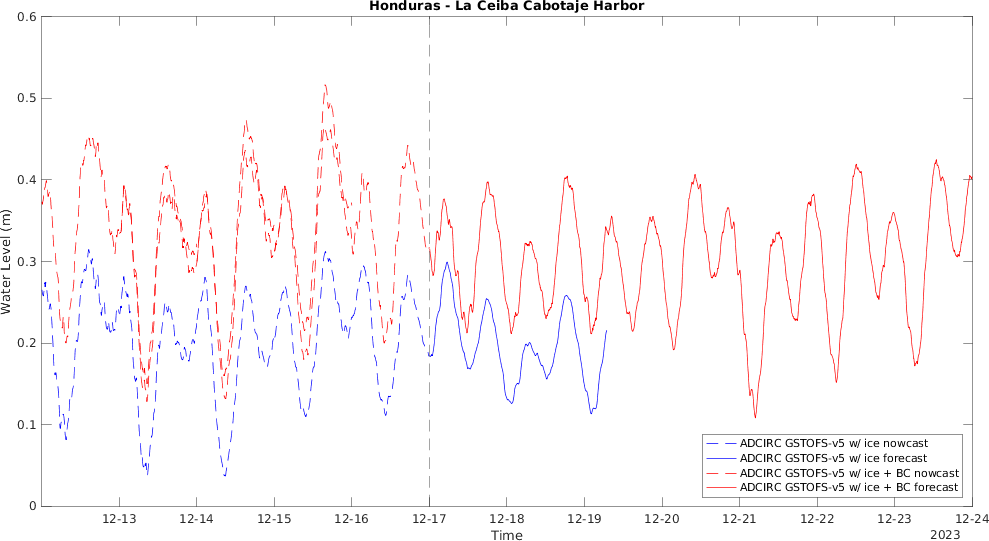 Honduras - La Ceiba Cabotaje Harbor
0.6
0.5
0.4
0.3
0.2
0.1
0
Water Level (m)
ADCIRC GSTOFS-v5 w/ ice nowcast
ADCIRC GSTOFS-v5 w/ ice forecast
ADCIRC GSTOFS-v5 w/ ice + BC nowcast
ADCIRC GSTOFS-v5 w/ ice + BC forecast
12-13 12-14 12-15 12-16 12-17 12-18 12-19 12-20 12-21 12-22 12-23 12-24
Time
2023